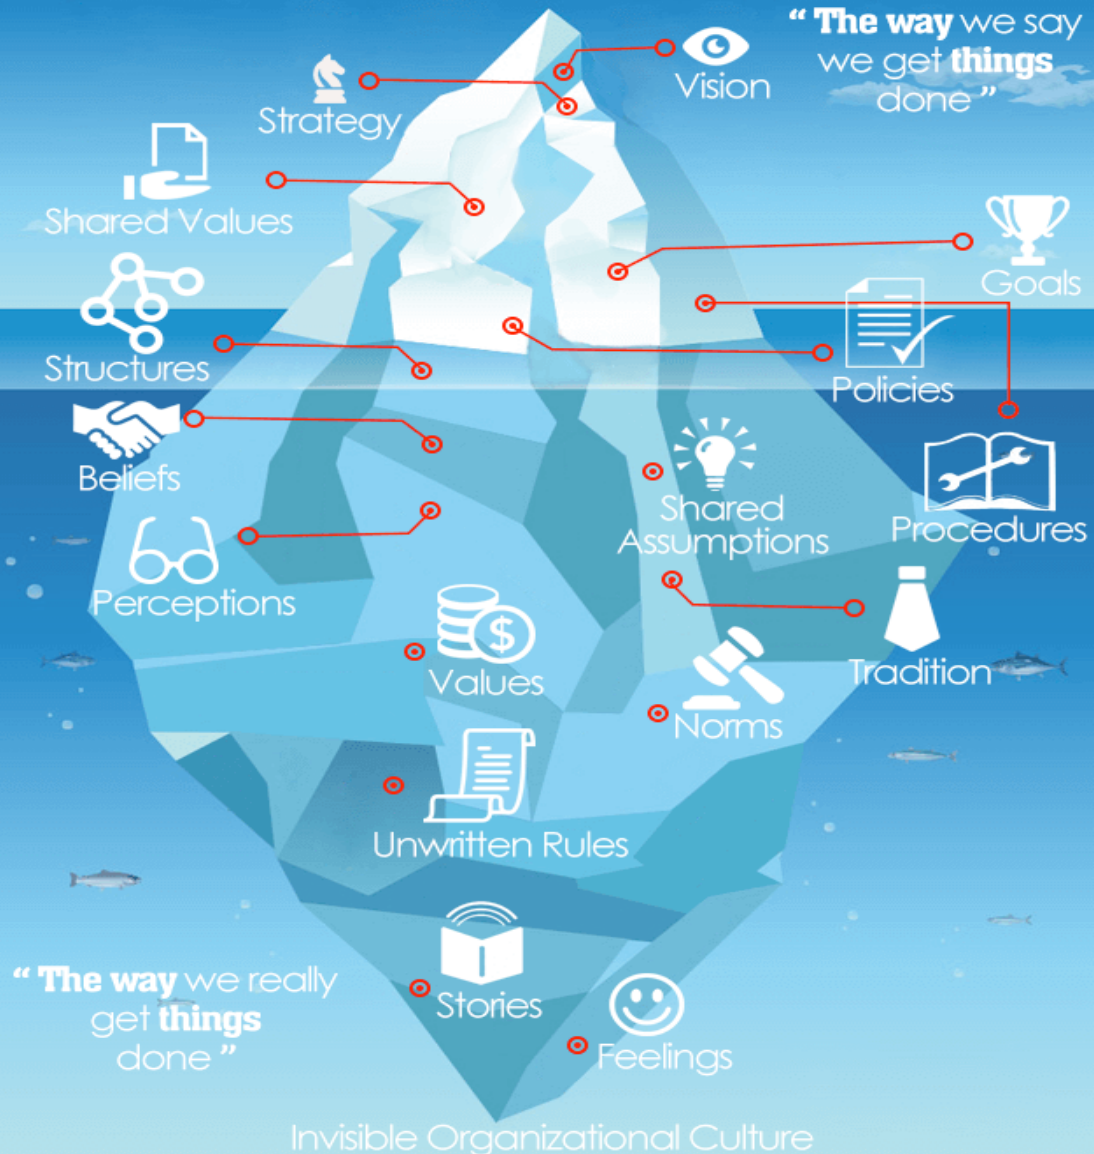 “ The way we say
we get things
done ”
Vision
Strategy
Shared Values
Goals
Structures
Policies
Beliefs
Shared
Assumptions
Procedures
Perceptions
Tradition
Values
Norms
Unwritten Rules
“ The way we really
get things
done ”
Stories
Feelings
Invisible Organizational Culture